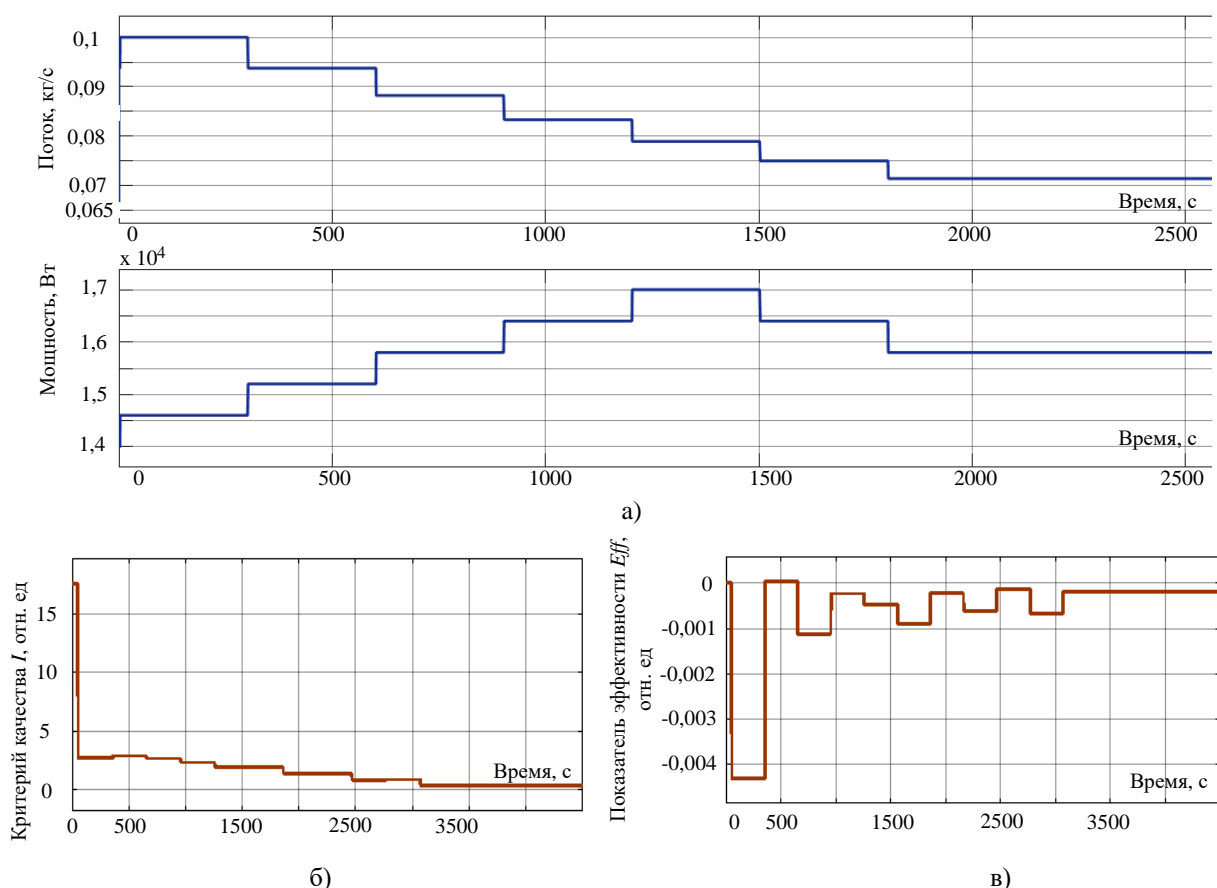 Поток, кг/с
0,1
0,09
0,08
0,07
0,065
Время, с
0 500 1000 1500 2000 2500
Мощность, Вт
x 10⁴
1,7
1,6
1,5
1,4
Время, с
0 500 1000 1500 2000 2500
а)
Критерий качества I, отн. ед
15
10
5
0
Время, с
0 500 1500 2500 3500
б)
Показатель эффективности Eff,
отн. ед
0
-0,001
-0,002
-0,003
-0,004
Время, с
0 500 1500 2500 3500
в)